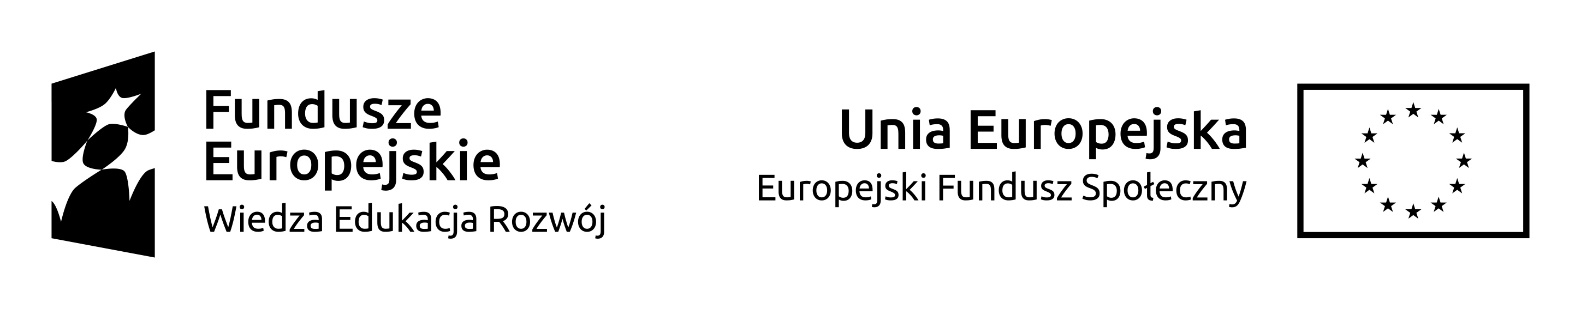 Fundusze
Europejskie
Wiedza Edukacja Rozwój
Unia Europejska
Europejski Fundusz Społeczny